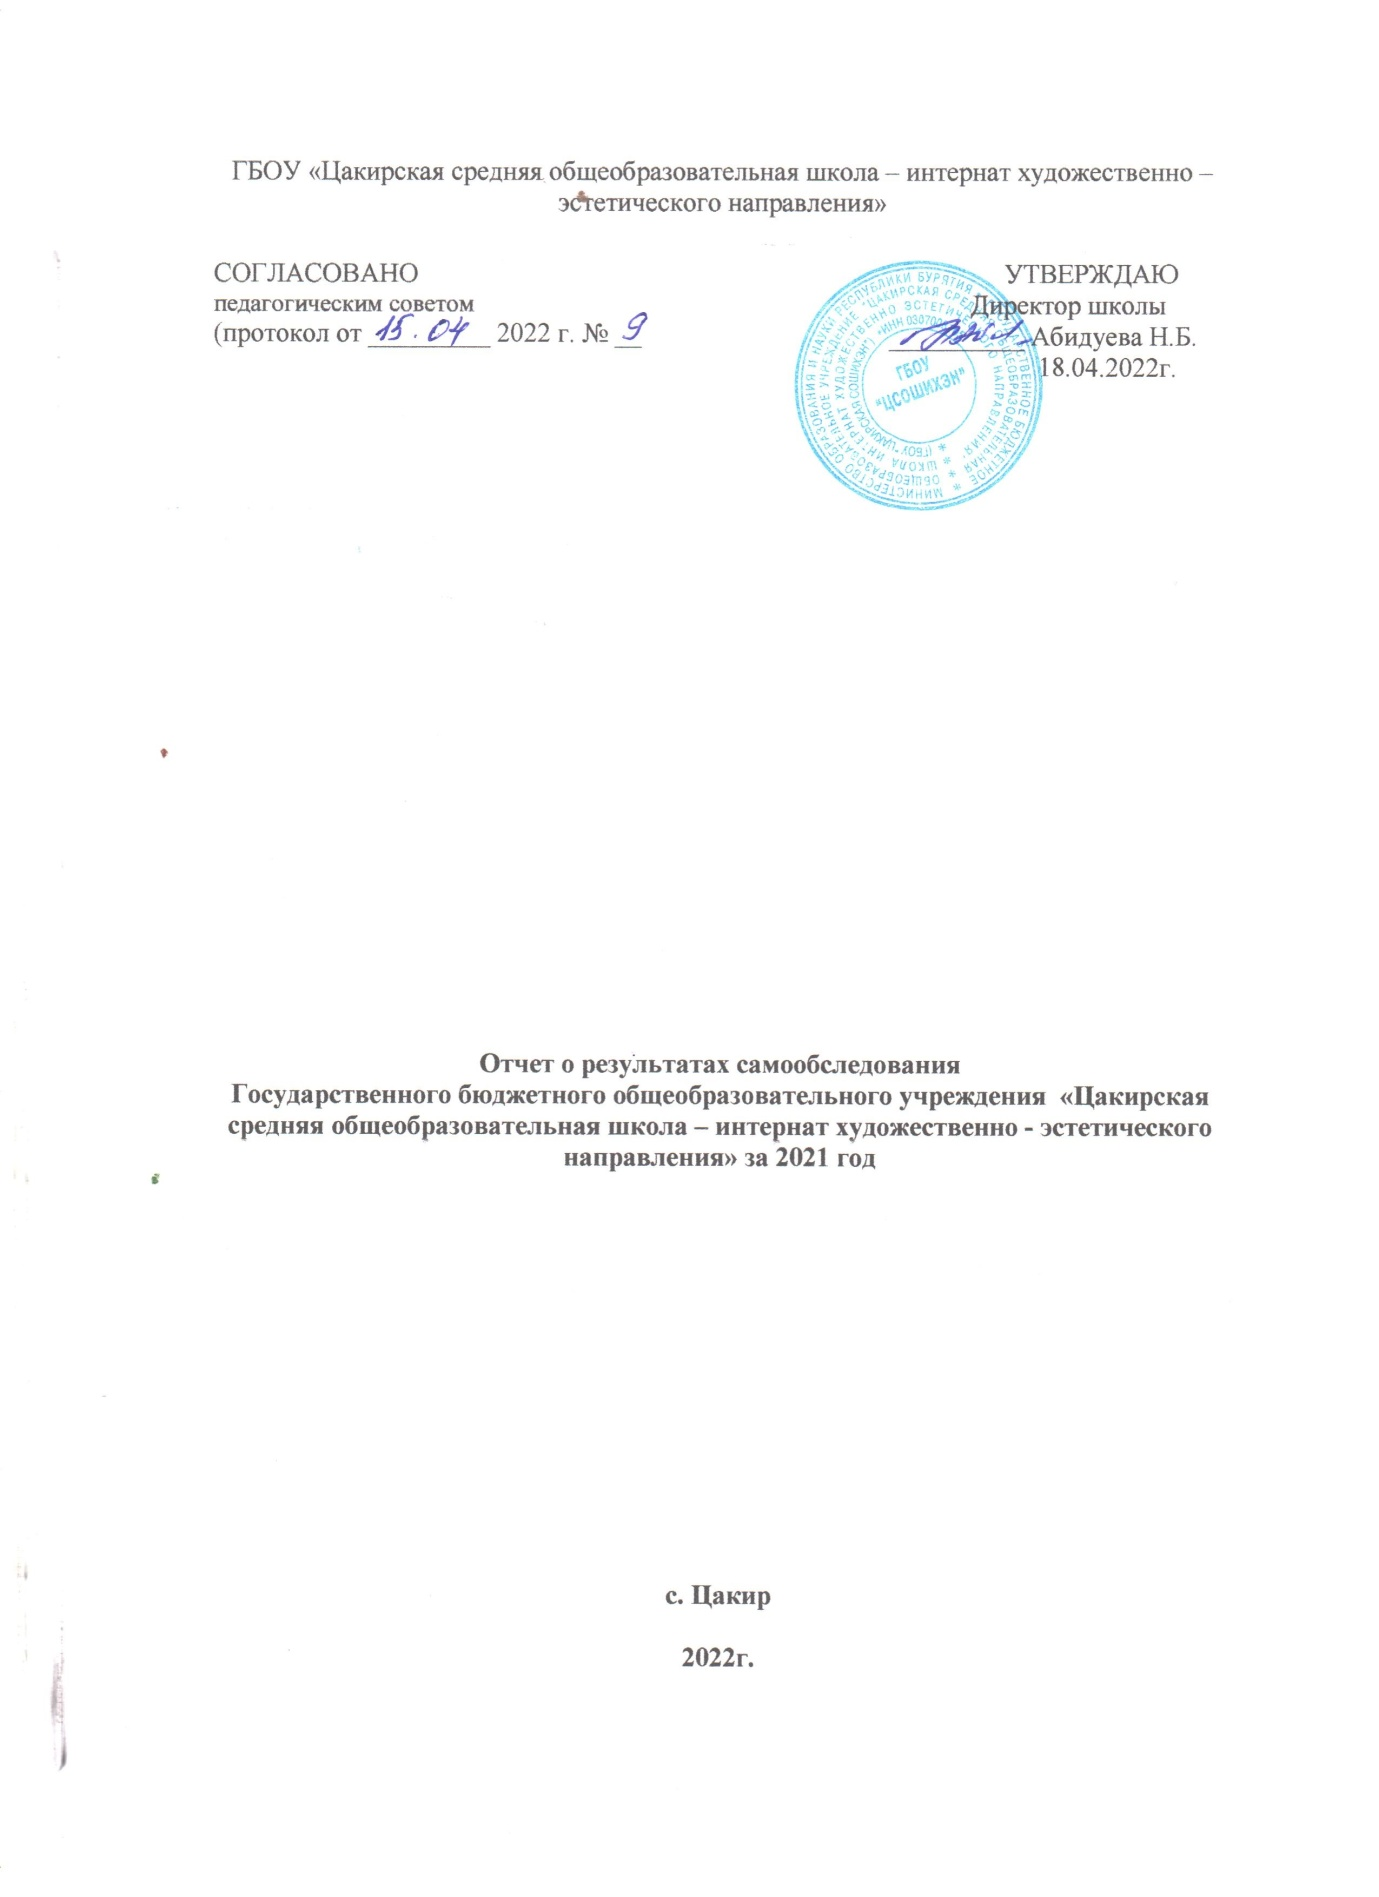 ГБОУ «Цакирская средняя общеобразовательная школа – интернат художественно –
эстетического направления»
СОГЛАСОВАНО
педагогическим советом
(протокол от 15.04 2022 г. № 9
УТВЕРЖДАЮ
Директор школы
Абидуева Н.Б.
18.04.2022г.
ГБОУ
"ЦСОШИХЭН"
Отчет о результатах самообследования
Государственного бюджетного общеобразовательного учреждения «Цакирская
средняя общеобразовательная школа – интернат художественно - эстетического
направления» за 2021 год
с. Цакир
2022г.